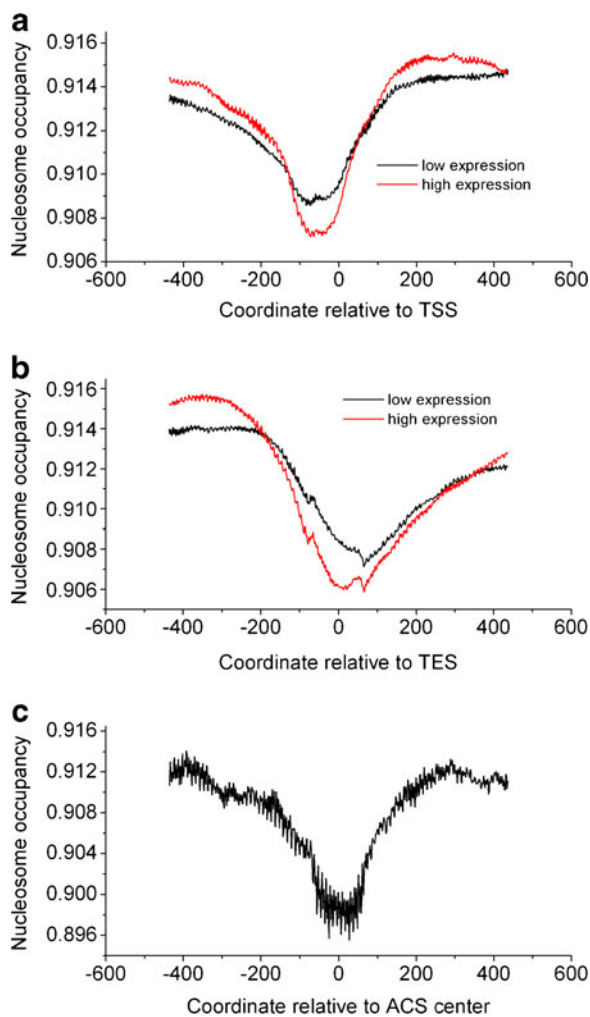 a
0.916
0.914
0.912
0.910
0.908
0.906
Nucleosome occupancy
low expression
high expression
-600 -400 -200 0 200 400 600
Coordinate relative to TSS
b
0.916
0.914
0.912
0.910
0.908
0.906
Nucleosome occupancy
low expression
high expression
-600 -400 -200 0 200 400 600
Coordinate relative to TES
c
0.916
0.912
0.908
0.904
0.900
0.896
Nucleosome occupancy
-600 -400 -200 0 200 400 600
Coordinate relative to ACS center